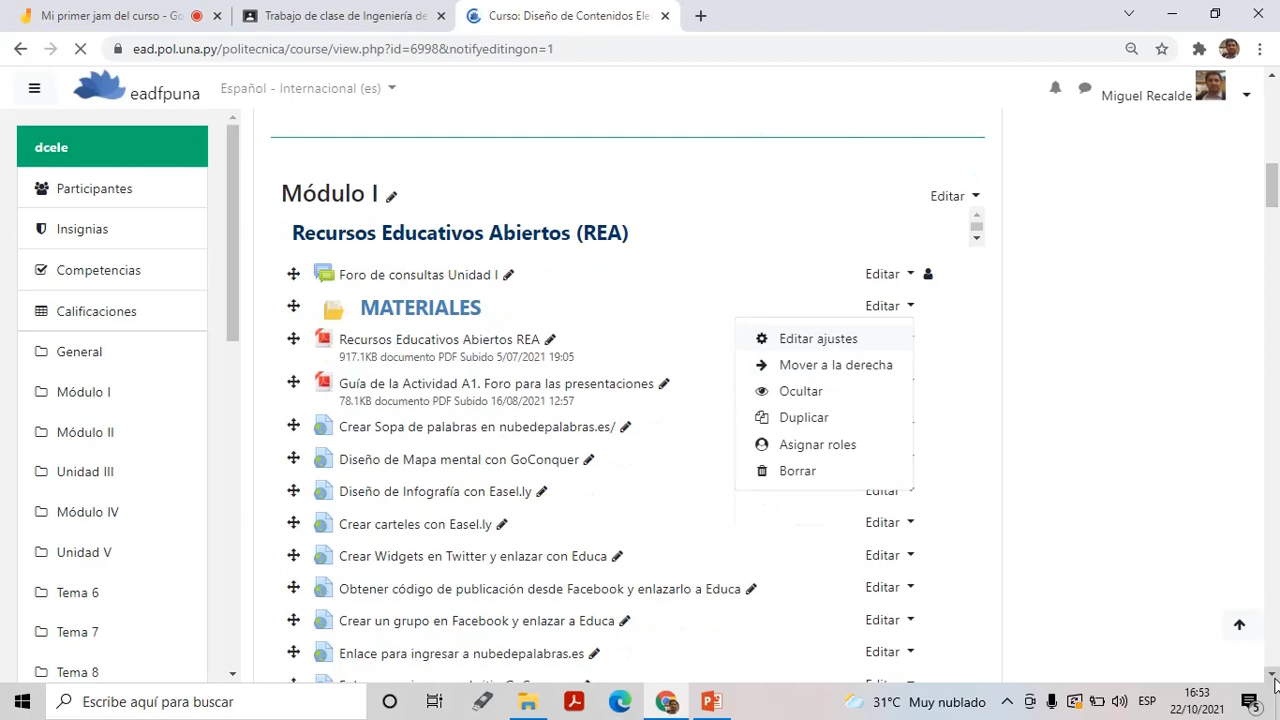 Mi primer jam del curso - Go
Trabajo de clase de Ingeniería de
Curso: Diseño de Contenidos Ele
ead.pol.una.py/politecnica/course/view.php?id=6998&notifyeditingon=1
eadfpuna
Español - Internacional (es)
Miguel Recalde
dcele
Participantes
Insignias
Competencias
Calificaciones
General
Módulo I
Módulo II
Unidad III
Módulo IV
Unidad V
Tema 6
Tema 7
Tema 8
Módulo I
Editar
Recursos Educativos Abiertos (REA)
Foro de consultas Unidad I
Editar
MATERIALES
Editar
Recursos Educativos Abiertos REA
917.1KB documento PDF Subido 5/07/2021 19:05
Guía de la Actividad A1. Foro para las presentaciones
78.1KB documento PDF Subido 16/08/2021 12:57
Crear Sopa de palabras en nubedepalabras.es/
Diseño de Mapa mental con GoConquer
Diseño de Infografía con Easel.ly
Editar
Crear carteles con Easel.ly
Editar
Crear Widgets en Twitter y enlazar con Educa
Editar
Obtener código de publicación desde Facebook y enlazarlo a Educa
Editar
Crear un grupo en Facebook y enlazar a Educa
Editar
Enlace para ingresar a nubedepalabras.es
Editar
Editar ajustes
Mover a la derecha
Ocultar
Duplicar
Asignar roles
Borrar
Escribe aquí para buscar
31°C Muy nublado
ESP
16:53
22/10/2021
5